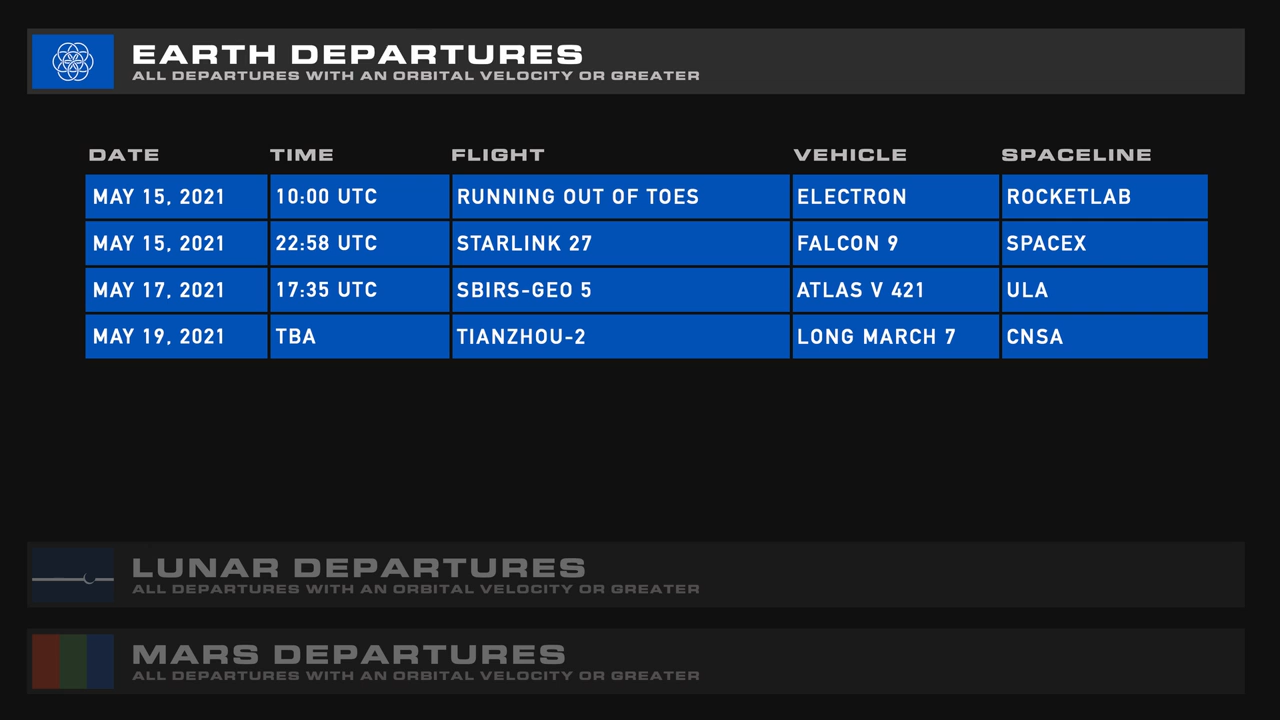 EARTH DEPARTURES
ALL DEPARTURES WITH AN ORBITAL VELOCITY OR GREATER
DATE TIME FLIGHT VEHICLE SPACELINE
MAY 15, 2021 10:00 UTC RUNNING OUT OF TOES ELECTRON ROCKETLAB
MAY 15, 2021 22:58 UTC STARLINK 27 FALCON 9 SPACEX
MAY 17, 2021 17:35 UTC SBIRS-GEO 5 ATLAS V 421 ULA
MAY 19, 2021 TBA TIANZHOU-2 LONG MARCH 7 CNSA
LUNAR DEPARTURES
ALL DEPARTURES WITH AN ORBITAL VELOCITY OR GREATER
MARS DEPARTURES
ALL DEPARTURES WITH AN ORBITAL VELOCITY OR GREATER